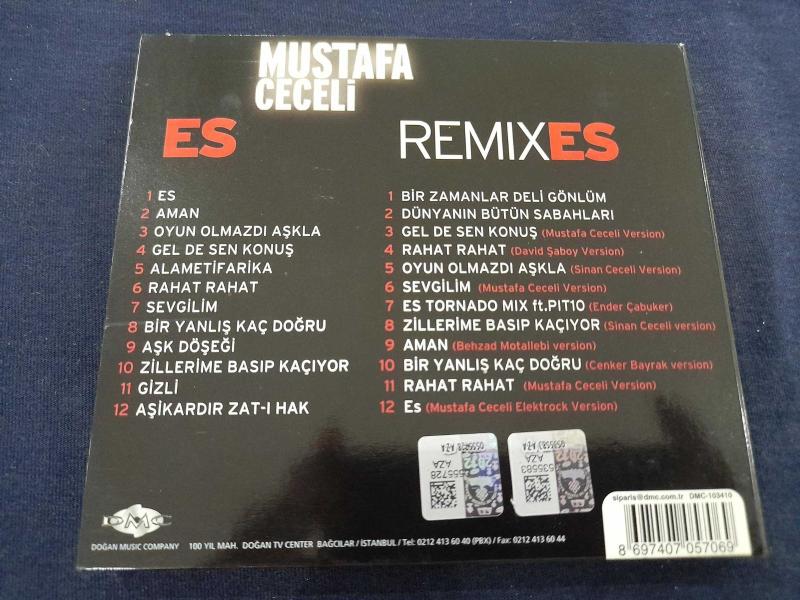 MUSTAFA
CECELi
ES
1 ES
2 AMAN
3 OYUN OLMAZDI AŞKLA
4 GEL DE SEN KONUŞ
5 ALAMETİFARİKA
6 RAHAT RAHAT
7 SEVGİLİM
8 BİR YANLIŞ KAÇ DOĞRU
9 AŞK DÖŞEĞİ
10 ZİLLERİME BASIP KAÇIYOR
11 GİZLİ
12 AŞİKARDIR ZAT-I HAK
REMIXES
1 BİR ZAMANLAR DELİ GÖNLÜM
2 DÜNYANIN BÜTÜN SABAHLARI
3 GEL DE SEN KONUŞ (Mustafa Ceceli Version)
4 RAHAT RAHAT (David Şaboy Version)
5 OYUN OLMAZDI AŞKLA (Sinan Ceceli Version)
6 SEVGİLİM (Mustafa Ceceli Version)
7 ES TORNADO MIX ft.PIT10 (Ender Çabuker)
8 ZİLLERİME BASIP KAÇIYOR (Sinan Ceceli version)
9 AMAN (Behzad Motallebi version)
10 BİR YANLIŞ KAÇ DOĞRU (Cenker Bayrak version)
11 RAHAT RAHAT (Mustafa Ceceli Version)
12 Es (Mustafa Ceceli Elektrock Version)
AZA
AZA
535583
DMC
DOĞAN MUSIC COMPANY 100 YIL MAH. DOĞAN TV CENTER BAĞCILAR / İSTANBUL / Tel: 0212 413 60 40 (PBX) / Fax: 0212 413 60 44
siparis@dmc.com.tr DMC-103410
8 697407 057069